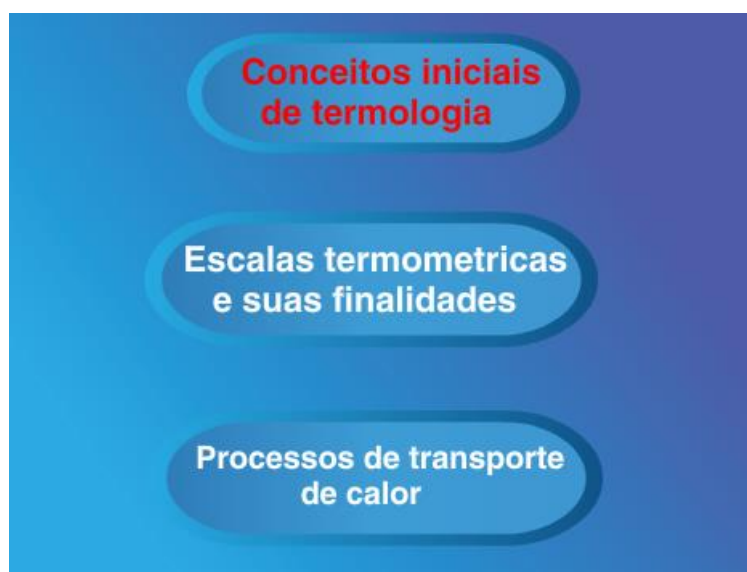 Conceitos iniciais
de termologia
Escalas termometricas
e suas finalidades
Processos de transporte
de calor